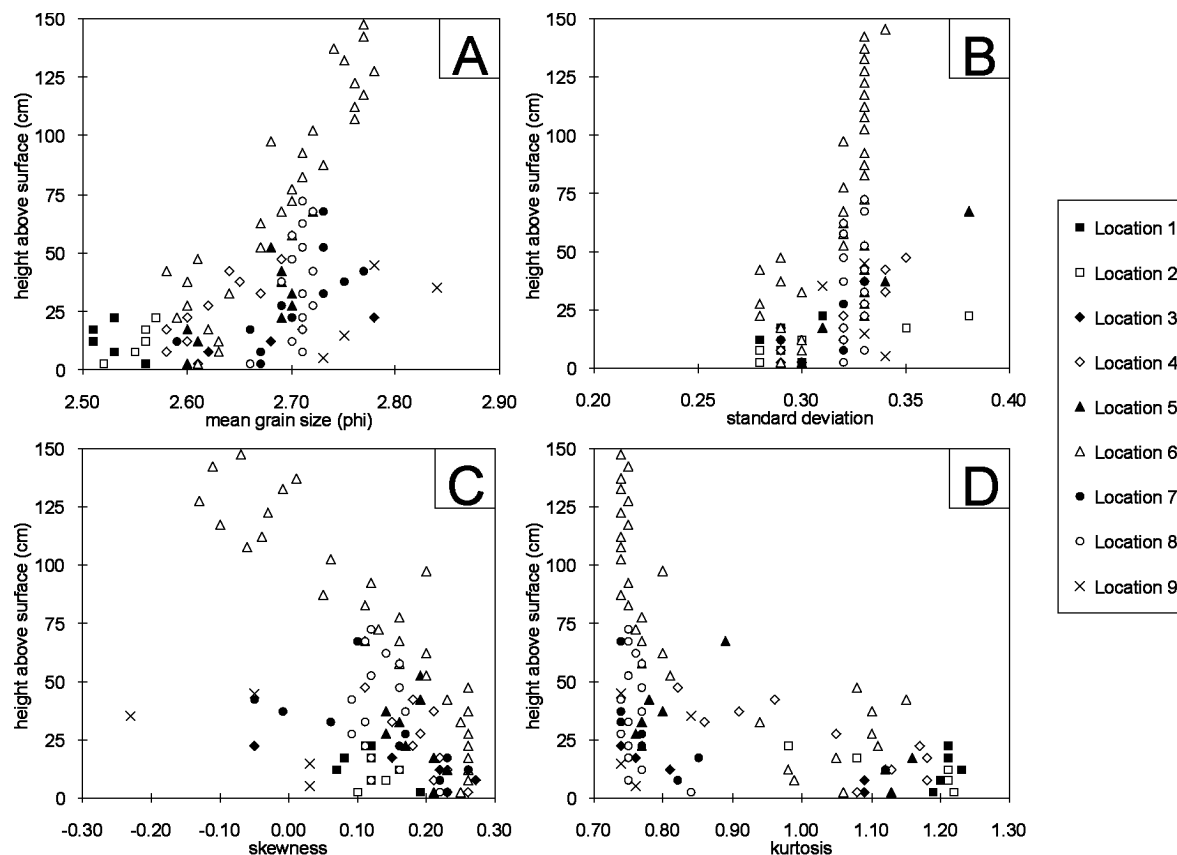 A
150
125
100
75
50
25
0
height above surface (cm)
2.50 2.60 2.70 2.80 2.90
mean grain size (phi)
B
150
125
100
75
50
25
0
height above surface (cm)
0.20 0.25 0.30 0.35 0.40
standard deviation
C
150
125
100
75
50
25
0
height above surface (cm)
-0.30 -0.20 -0.10 0.00 0.10 0.20 0.30
skewness
D
150
125
100
75
50
25
0
height above surface (cm)
0.70 0.80 0.90 1.00 1.10 1.20 1.30
kurtosis
Location 1
Location 2
Location 3
Location 4
Location 5
Location 6
Location 7
Location 8
Location 9